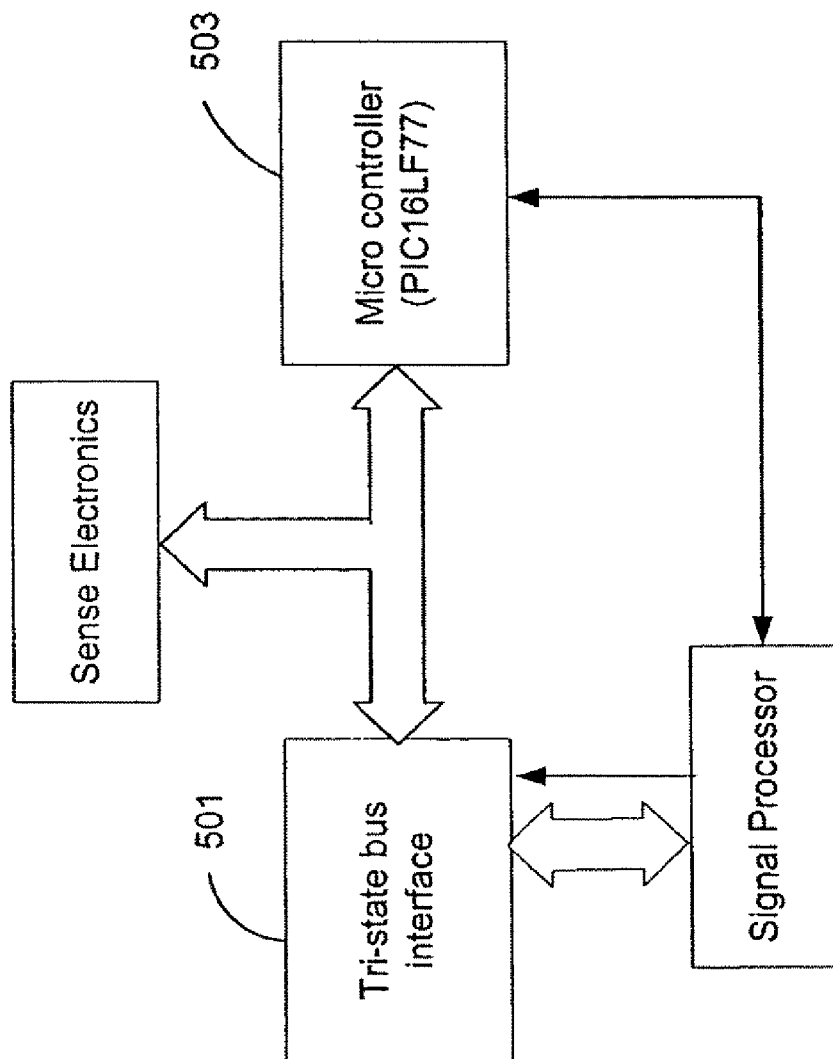 Sense Electronics
501
503
Tri-state bus
interface
Micro controller
(PIC16LF77)
Signal Processor